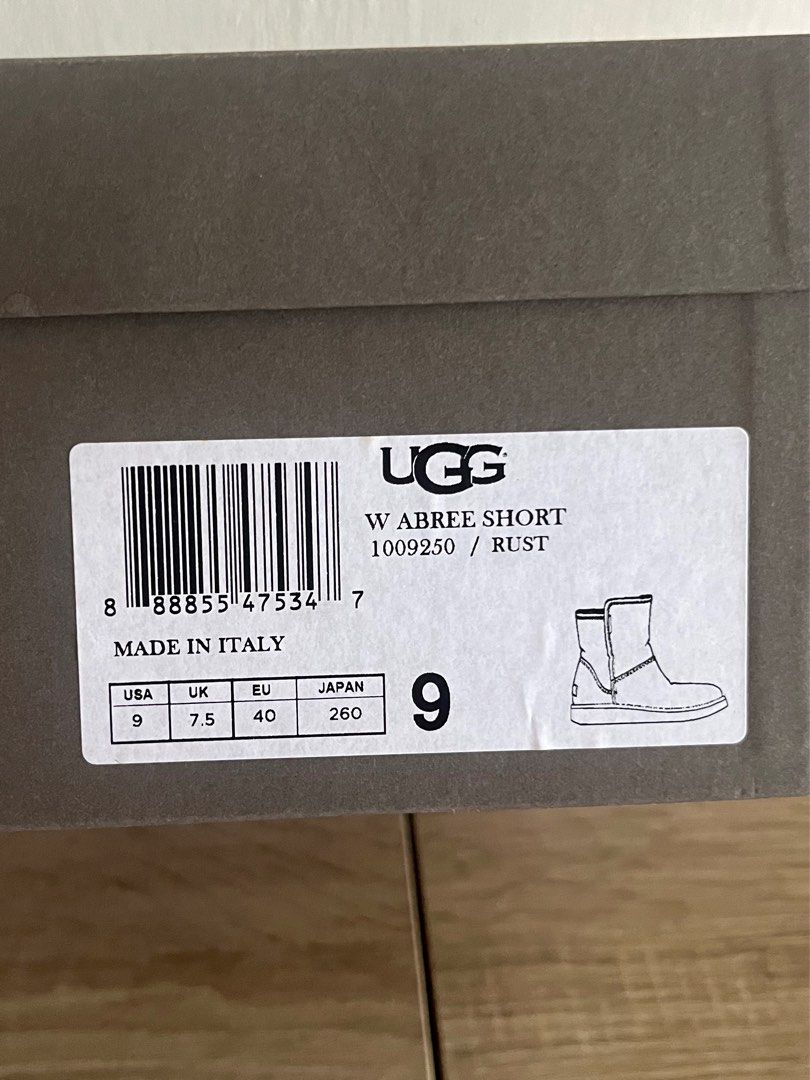 UGG
W ABREE SHORT
1009250 / RUST
8 88855 47534 7
MADE IN ITALY
USA UK EU JAPAN
9 7.5 40 260
9